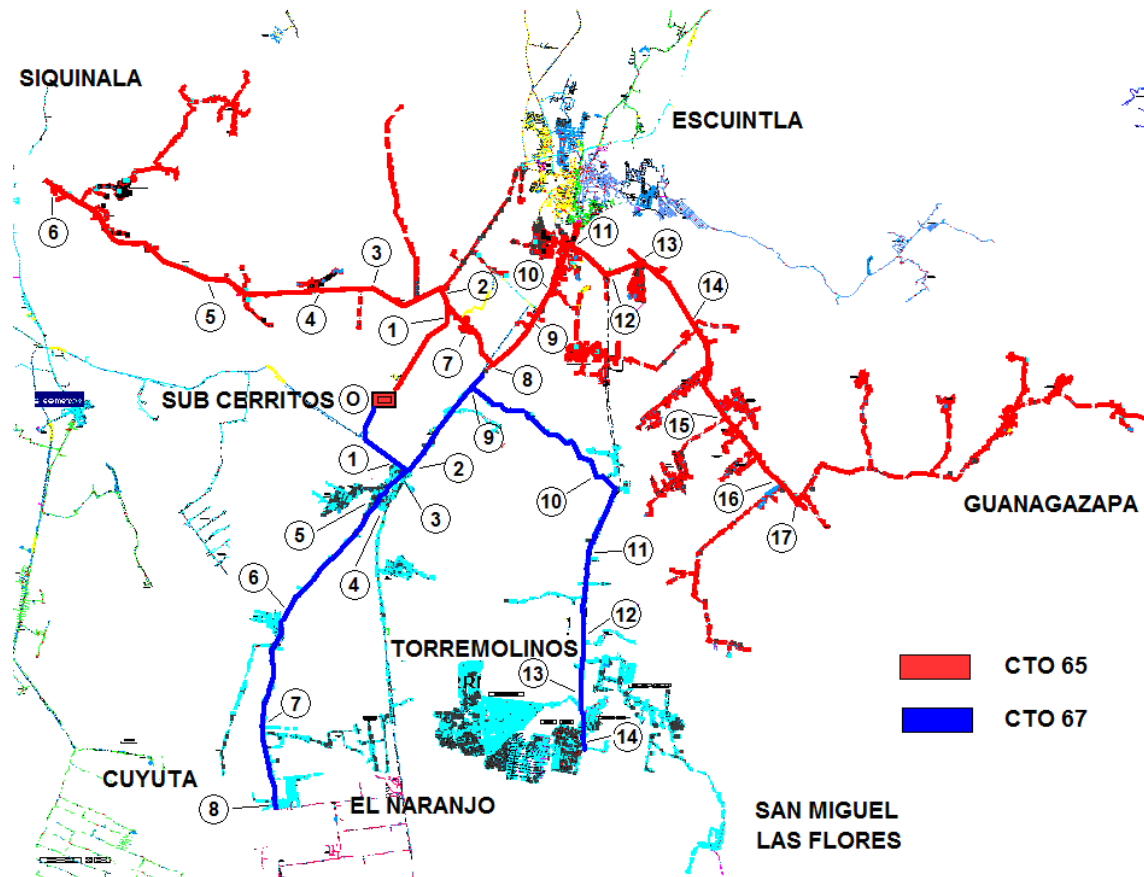 SIQUINALA
ESCUINTLA
11
6
3
13
2
10
14
5
4
1
12
9
7
8
SUB CERRITOS
O
9
15
1
2
16
10
GUANAGAZAPA
5
3
17
4
11
6
12
TORREMOLINOS
CTO 65
13
7
CTO 67
14
CUYUTA
8
EL NARANJO
SAN MIGUEL
LAS FLORES